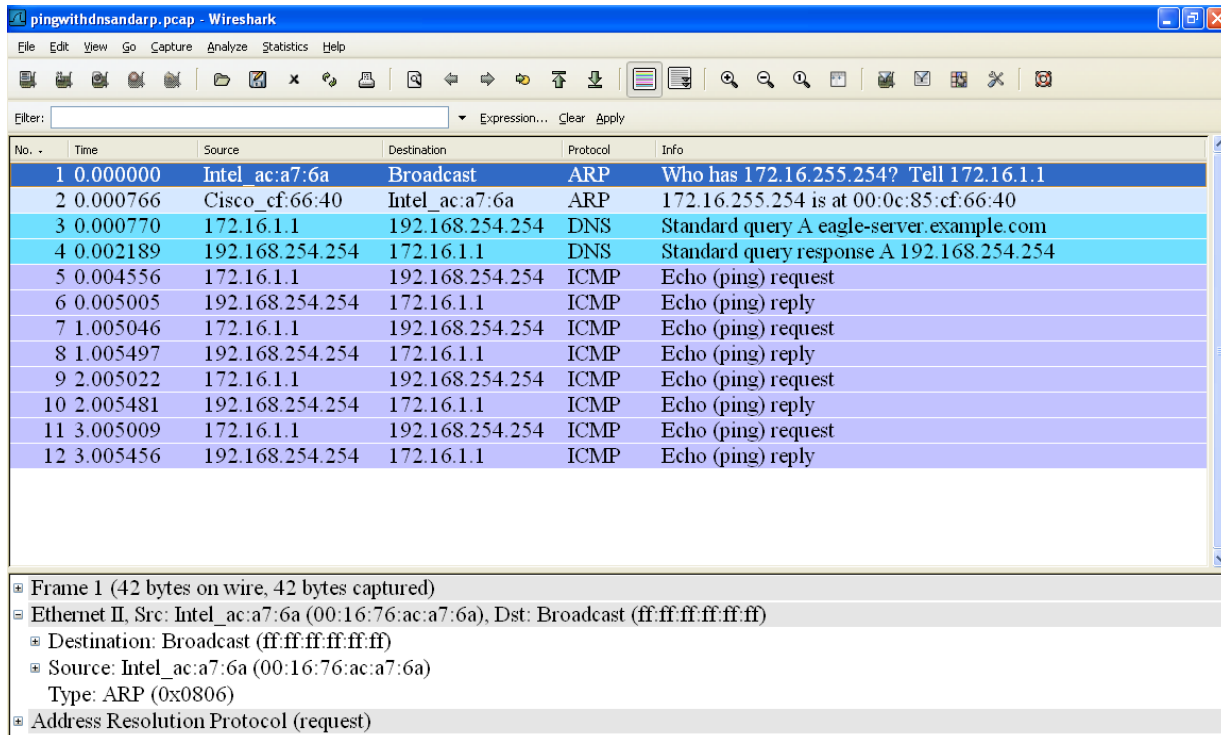 pingwithdnsandarp.pcap - Wireshark
File Edit View Go Capture Analyze Statistics Help
Filter: Expression... Clear Apply
No. . Time Source Destination Protocol Info
1 0.000000 Intel_ac:a7:6a Broadcast ARP Who has 172.16.255.254? Tell 172.16.1.1
2 0.000766 Cisco_cf:66:40 Intel_ac:a7:6a ARP 172.16.255.254 is at 00:0c:85:cf:66:40
3 0.000770 172.16.1.1 192.168.254.254 DNS Standard query A eagle-server.example.com
4 0.002189 192.168.254.254 172.16.1.1 DNS Standard query response A 192.168.254.254
5 0.004556 172.16.1.1 192.168.254.254 ICMP Echo (ping) request
6 0.005005 192.168.254.254 172.16.1.1 ICMP Echo (ping) reply
7 1.005046 172.16.1.1 192.168.254.254 ICMP Echo (ping) request
8 1.005497 192.168.254.254 172.16.1.1 ICMP Echo (ping) reply
9 2.005022 172.16.1.1 192.168.254.254 ICMP Echo (ping) request
10 2.005481 192.168.254.254 172.16.1.1 ICMP Echo (ping) reply
11 3.005009 172.16.1.1 192.168.254.254 ICMP Echo (ping) request
12 3.005456 192.168.254.254 172.16.1.1 ICMP Echo (ping) reply
Frame 1 (42 bytes on wire, 42 bytes captured)
Ethernet II, Src: Intel_ac:a7:6a (00:16:76:ac:a7:6a), Dst: Broadcast (ff:ff:ff:ff:ff:ff)
Destination: Broadcast (ff:ff:ff:ff:ff:ff)
Source: Intel_ac:a7:6a (00:16:76:ac:a7:6a)
Type: ARP (0x0806)
Address Resolution Protocol (request)